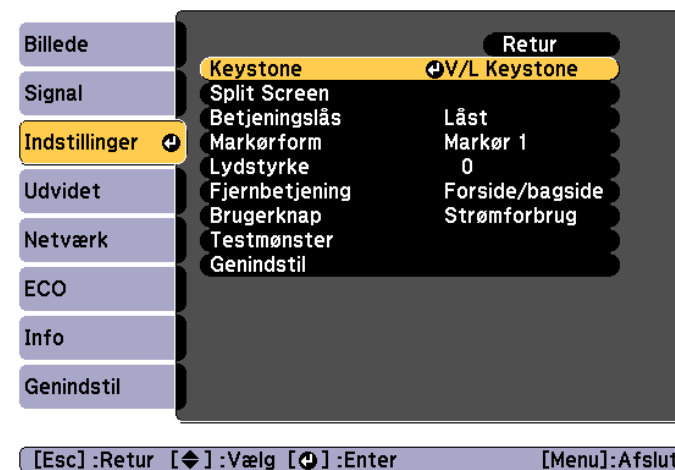 Billede
Signal
Indstillinger
Udvidet
Netværk
ECO
Info
Genindstil
Retur
Keystone V/L Keystone
Split Screen
Betjeningslås Låst
Markørform Markør 1
Lydstyrke 0
Fjernbetjening Forside/bagside
Brugerknap Strømforbrug
Testmønster
Genindstil
[Esc] :Retur [ ] :Vælg [ ] :Enter [Menu]:Afslut